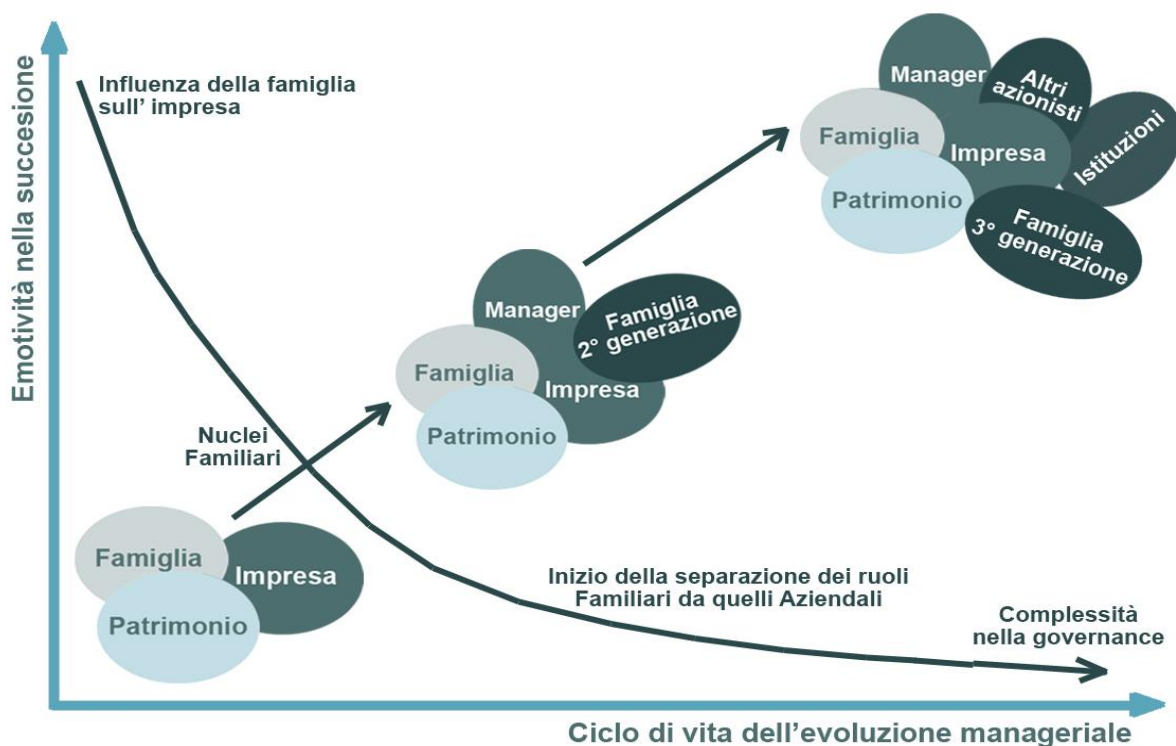 Emotività nella succesione
Influenza della famiglia
sull' impresa
Nuclei
Familiari
Famiglia
Impresa
Patrimonio
Manager
Famiglia
2° generazione
Famiglia
Impresa
Patrimonio
Manager
Altri
azionisti
Istituzioni
Famiglia
Impresa
Patrimonio
Famiglia
3° generazione
Inizio della separazione dei ruoli
Familiari da quelli Aziendali
Complessità
nella governance
Ciclo di vita dell'evoluzione manageriale